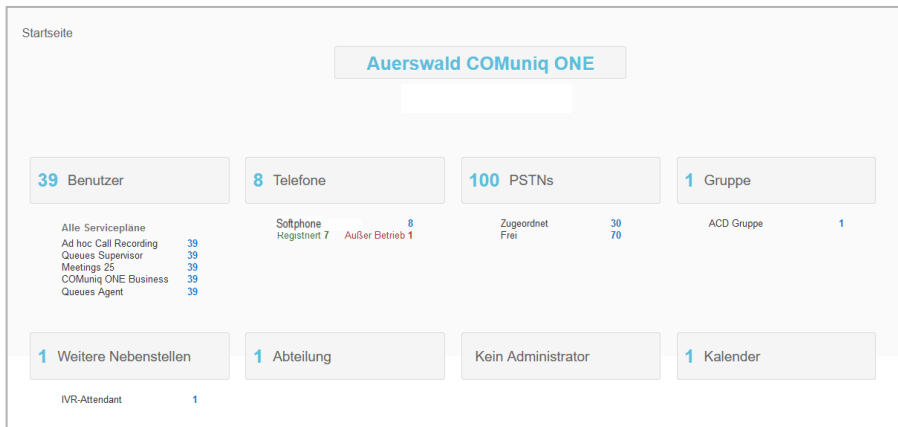 Startseite
Auerswald COMuniq ONE
39 Benutzer
8 Telefone
100 PSTNs
1 Gruppe
Alle Servicepläne
Ad hoc Call Recording 39
Queues Supervisor 39
Meetings 25 39
COMuniq ONE Business 39
Queues Agent 39
Softphone 8
Registriert 7 Außer Betrieb 1
Zugeordnet 30
Frei 70
ACD Gruppe 1
1 Weitere Nebenstellen
1 Abteilung
Kein Administrator
1 Kalender
IVR-Attendant 1